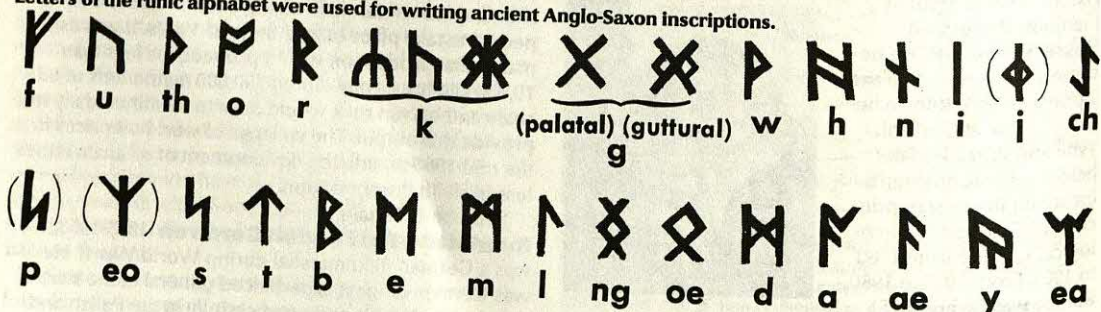 Letters of the runic alphabet were used for writing ancient Anglo-Saxon inscriptions.
ᚠ ᚢ ᚦ ᚩ ᚱ ᛣ ᚳ ᛤ ᚷ ᚸ ᚹ ᚻ ᚾ ᛁ (ᛄ) ᛇ
f u th o r k (palatal) (guttural) w h n i j ch
g
(ᛈ) (ᛉ) ᛋ ᛏ ᛒ ᛖ ᛗ ᛚ ᛝ ᛟ ᛞ ᚪ ᚫ ᚣ ᛠ
p eo s t b e m l ng oe d a ae y ea